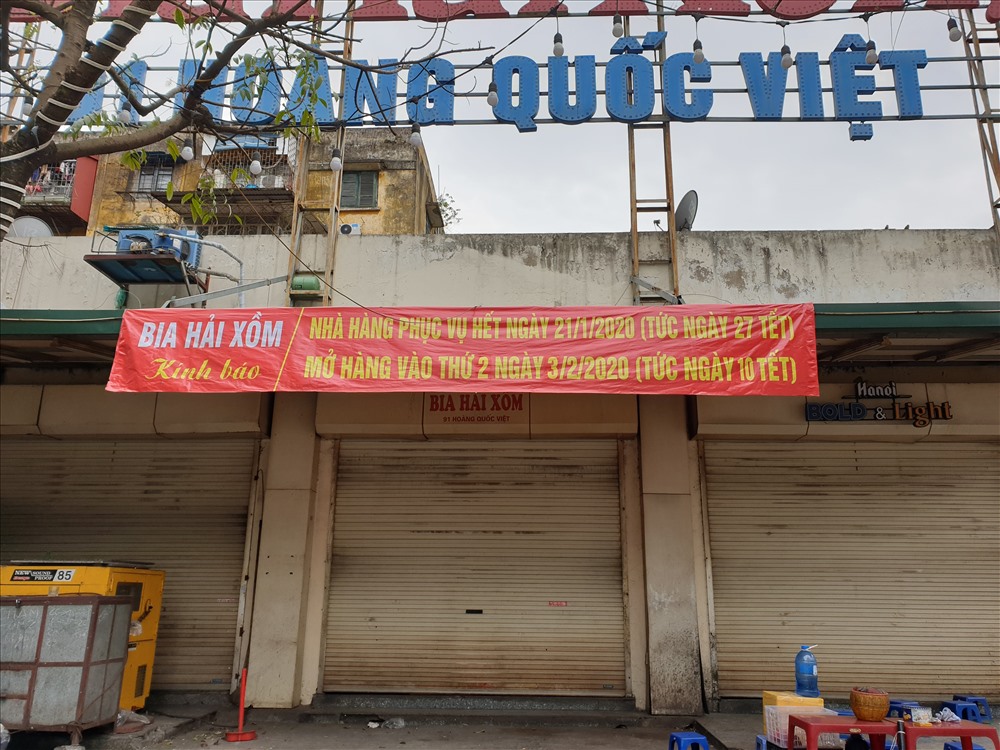 HOÀNG QUỐC VIỆT
BIA HẢI XỒM
Kính báo
NHÀ HÀNG PHỤC VỤ HẾT NGÀY 21/1/2020 (TỨC NGÀY 27 TẾT)
MỞ HÀNG VÀO THỨ 2 NGÀY 3/2/2020 (TỨC NGÀY 10 TẾT)
BIA HẢI XỒM
81 HOÀNG QUỐC VIỆT
Hanoi
BOLD & Light
NEW SOUND PROOF 85